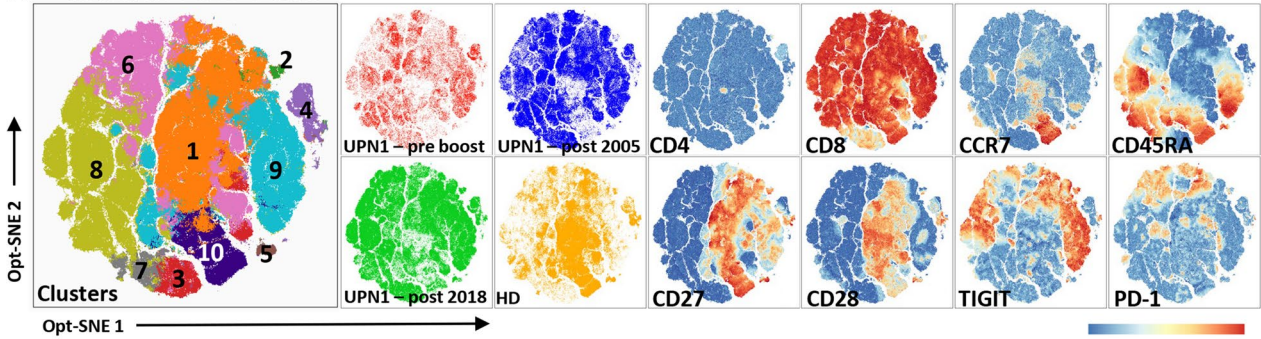 6
2
4
1
8
9
10
5
7
3
Clusters
Opt-SNE 2
Opt-SNE 1
UPN1 – pre boost
UPN1 – post 2005
CD4
CD8
CCR7
CD45RA
UPN1 – post 2018
HD
CD27
CD28
TIGIT
PD-1